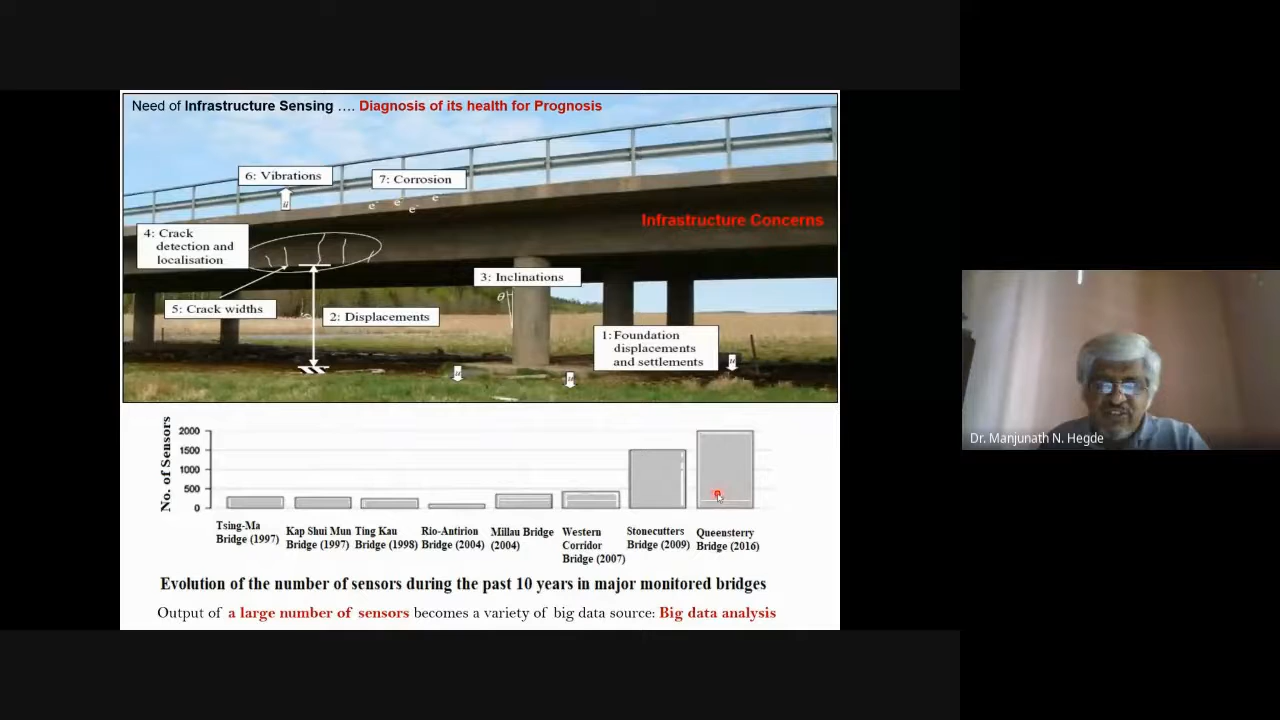 Need of Infrastructure Sensing .... Diagnosis of its health for Prognosis
6: Vibrations
7: Corrosion
u
e-
e-
e-
e
Infrastructure Concerns
4: Crack
detection and
localisation
3: Inclinations
θ
5: Crack widths
2: Displacements
1: Foundation
displacements
and settlements
u
u
u
No. of Sensors
2000
1500
1000
500
0
Tsing-Ma
Bridge (1997)
Kap Shui Mun
Bridge (1997)
Ting Kau
Bridge (1998)
Rio-Antirion
Bridge (2004)
Millau Bridge
(2004)
Western
Corridor
Bridge (2007)
Stonecutters
Bridge (2009)
Queensterry
Bridge (2016)
Evolution of the number of sensors during the past 10 years in major monitored bridges
Output of a large number of sensors becomes a variety of big data source: Big data analysis
Dr. Manjunath N. Hegde